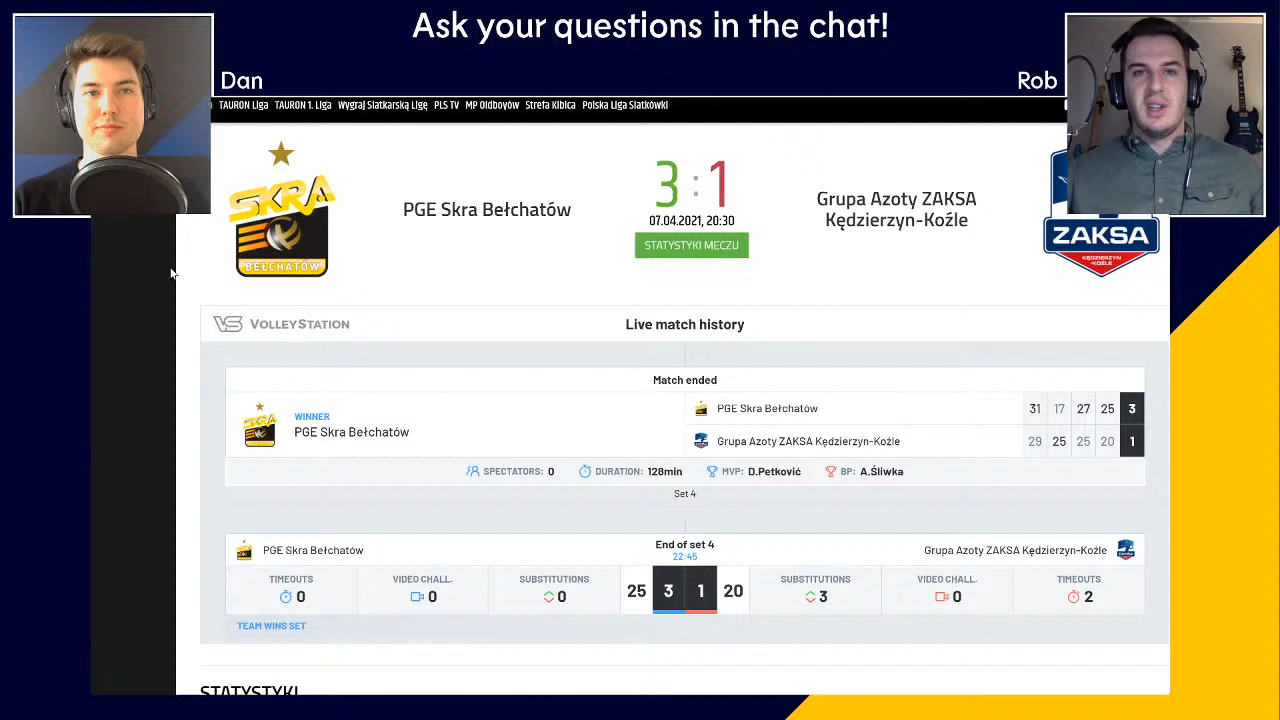 Ask your questions in the chat!
Dan
Rob
TAURON Liga TAURON 1. Liga Wygraj Siatkarską Ligę PLS TV MP Oldboyów Strefa Kibica Polska Liga Siatkówki
SKRA
BEŁCHATÓW
PGE Skra Bełchatów
3:1
07.04.2021, 20:30
STATYSTYKI MECZU
Grupa Azoty ZAKSA
Kędzierzyn-Koźle
ZAKSA
KĘDZIERZYN
-KOŹLE
VS VOLLEYSTATION
Live match history
Match ended
WINNER
PGE Skra Bełchatów
PGE Skra Bełchatów 31 17 27 25 3
Grupa Azoty ZAKSA Kędzierzyn-Koźle 29 25 25 20 1
SPECTATORS: 0 DURATION: 128min MVP: D.Petković BP: A.Śliwka
Set 4
PGE Skra Bełchatów
End of set 4
22:45
Grupa Azoty ZAKSA Kędzierzyn-Koźle
TIMEOUTS VIDEO CHALL. SUBSTITUTIONS 25 3 1 20 SUBSTITUTIONS VIDEO CHALL. TIMEOUTS
0 0 0 3 0 2
TEAM WINS SET
STATYSTYKI